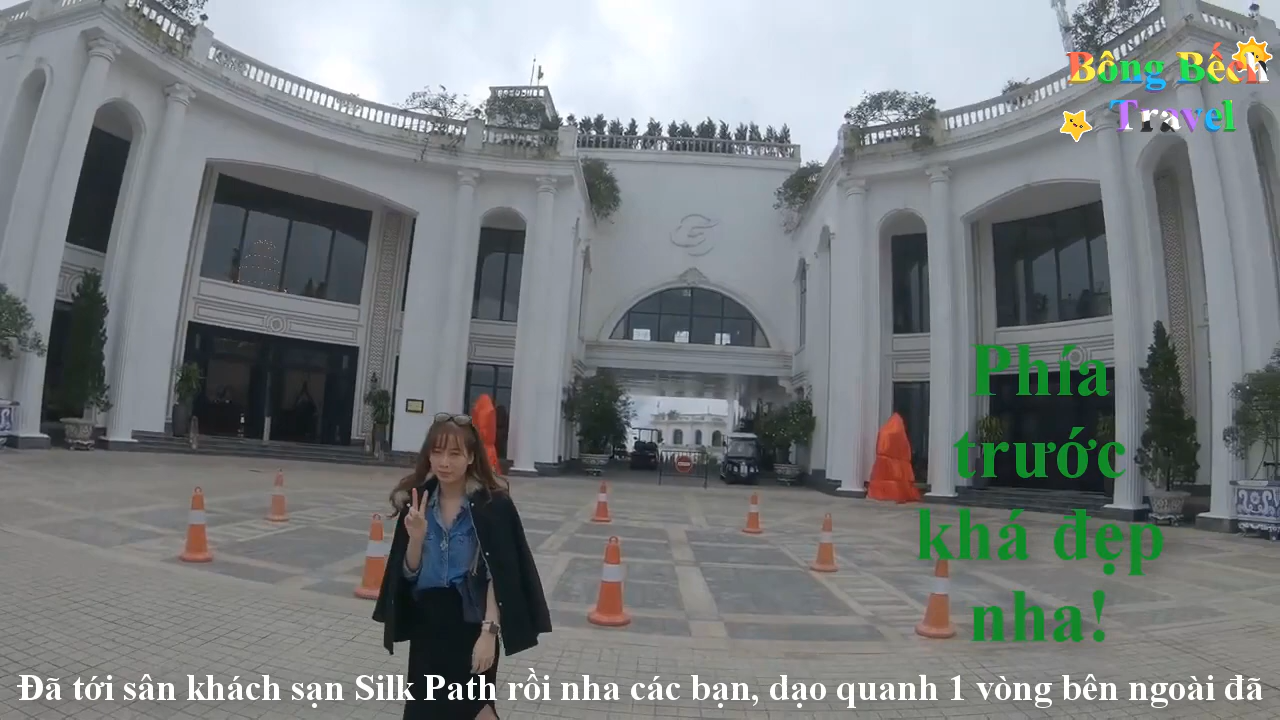 Bông Bếch
Travel
Phía
trước
khá đẹp
nha!
Đã tới sân khách sạn Silk Path rồi nha các bạn, dạo quanh 1 vòng bên ngoài đã